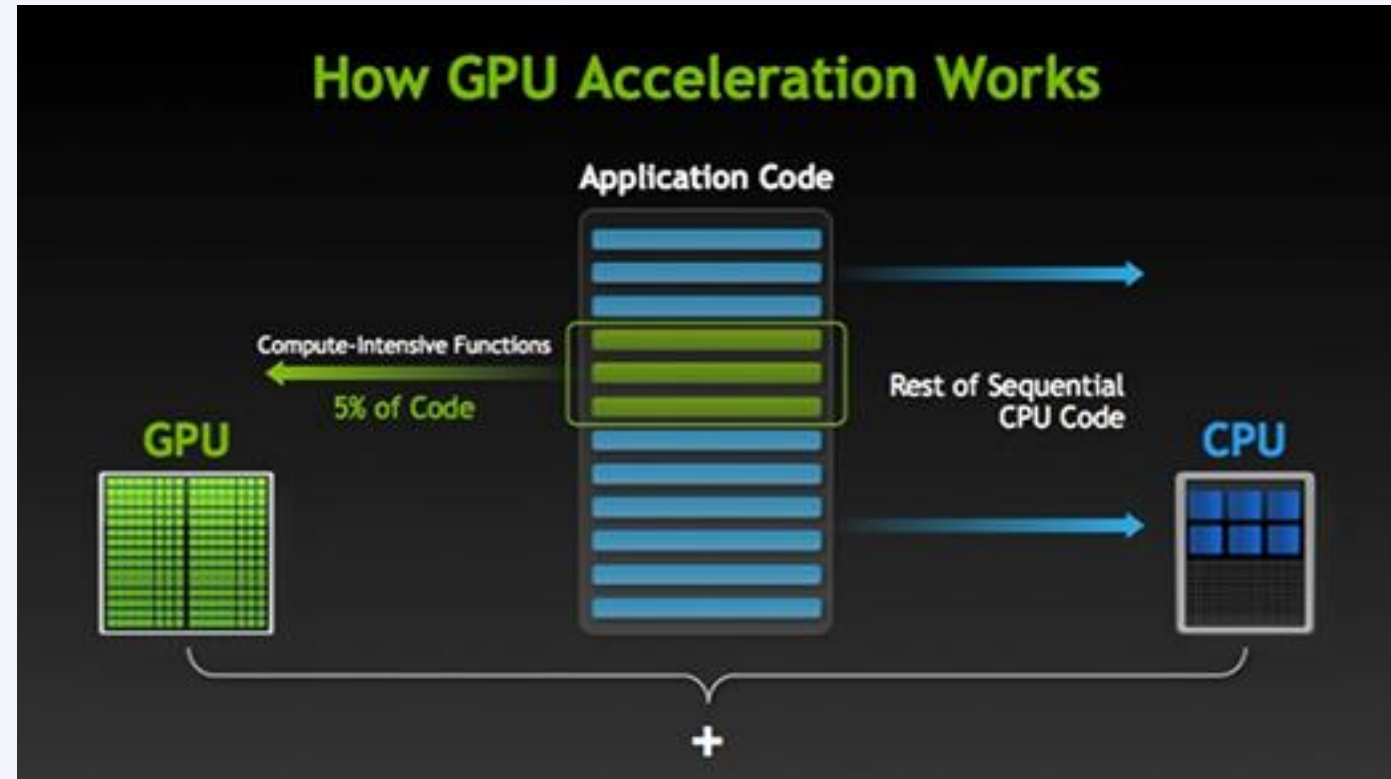 How GPU Acceleration Works
Application Code
Compute-Intensive Functions
5% of Code
Rest of Sequential
CPU Code
GPU
CPU
+